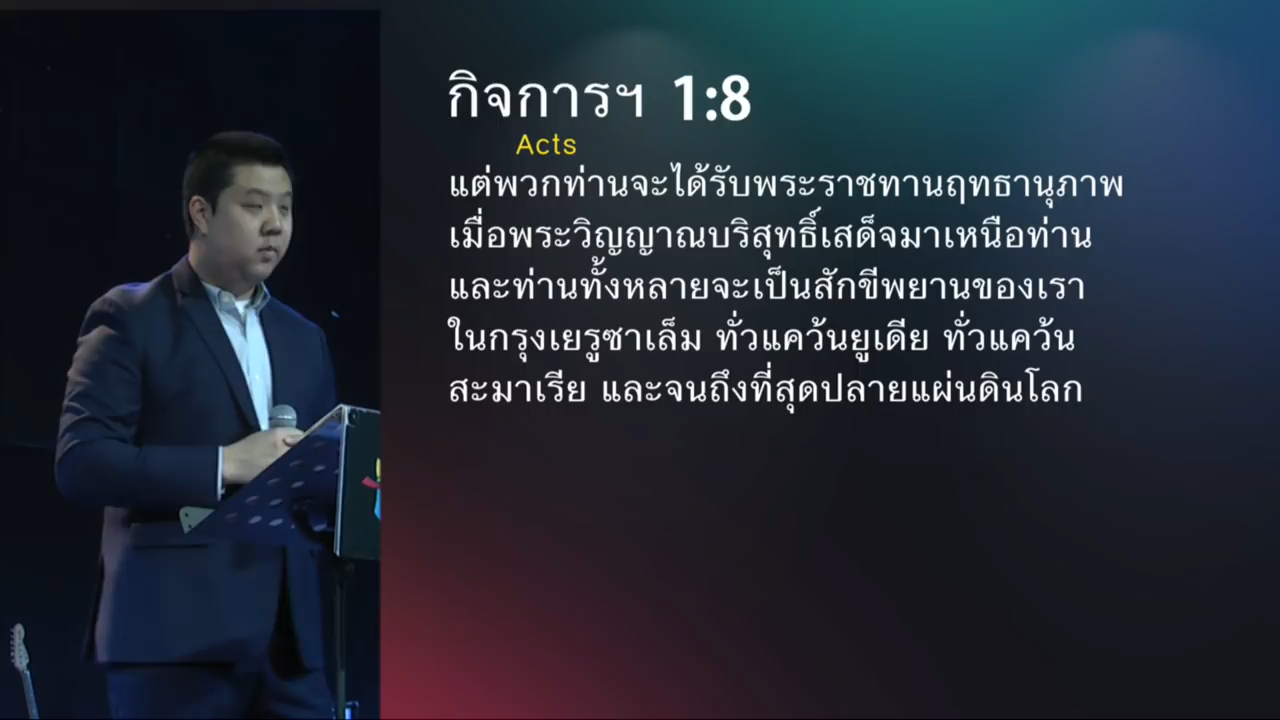 กิจการฯ 1:8
Acts
แต่พวกท่านจะได้รับพระราชทานฤทธานุภาพ
เมื่อพระวิญญาณบริสุทธิ์เสด็จมาเหนือท่าน
และท่านทั้งหลายจะเป็นสักขีพยานของเรา
ในกรุงเยรูซาเล็ม ทั่วแคว้นยูเดีย ทั่วแคว้น
สะมาเรีย และจนถึงที่สุดปลายแผ่นดินโลก